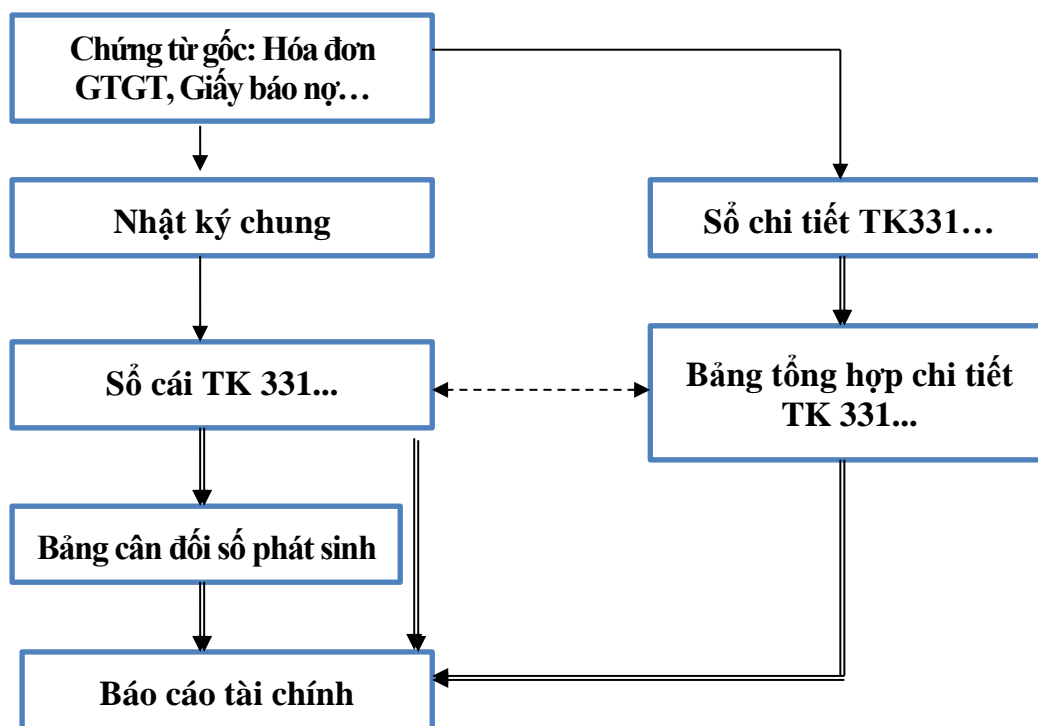 Chứng từ gốc: Hóa đơn
GTGT, Giấy báo nợ…
Nhật ký chung
Sổ chi tiết TK331…
Sổ cái TK 331...
Bảng tổng hợp chi tiết
TK 331...
Bảng cân đối số phát sinh
Báo cáo tài chính